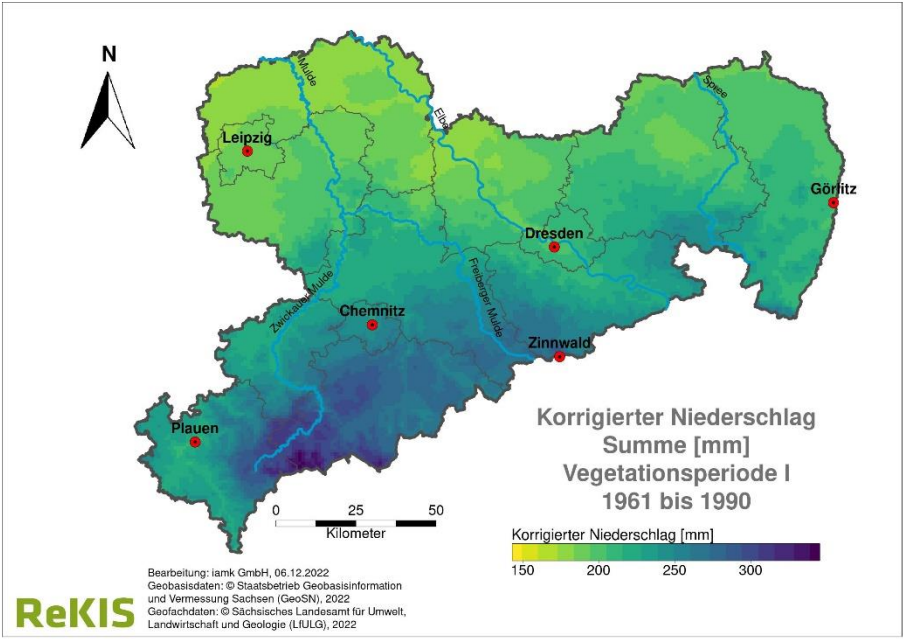 N
Mulde
Elbe
Spree
Leipzig
Görlitz
Dresden
Zwickauer Mulde
Freiberger Mulde
Chemnitz
Zinnwald
Plauen
Korrigierter Niederschlag
Summe [mm]
Vegetationsperiode I
1961 bis 1990
0 25 50
Kilometer
Korrigierter Niederschlag [mm]
150 200 250 300
Bearbeitung: iamk GmbH, 06.12.2022
Geobasisdaten: © Staatsbetrieb Geobasisinformation
und Vermessung Sachsen (GeoSN), 2022
Geofachdaten: © Sächsisches Landesamt für Umwelt,
Landwirtschaft und Geologie (LfULG), 2022
ReKIS